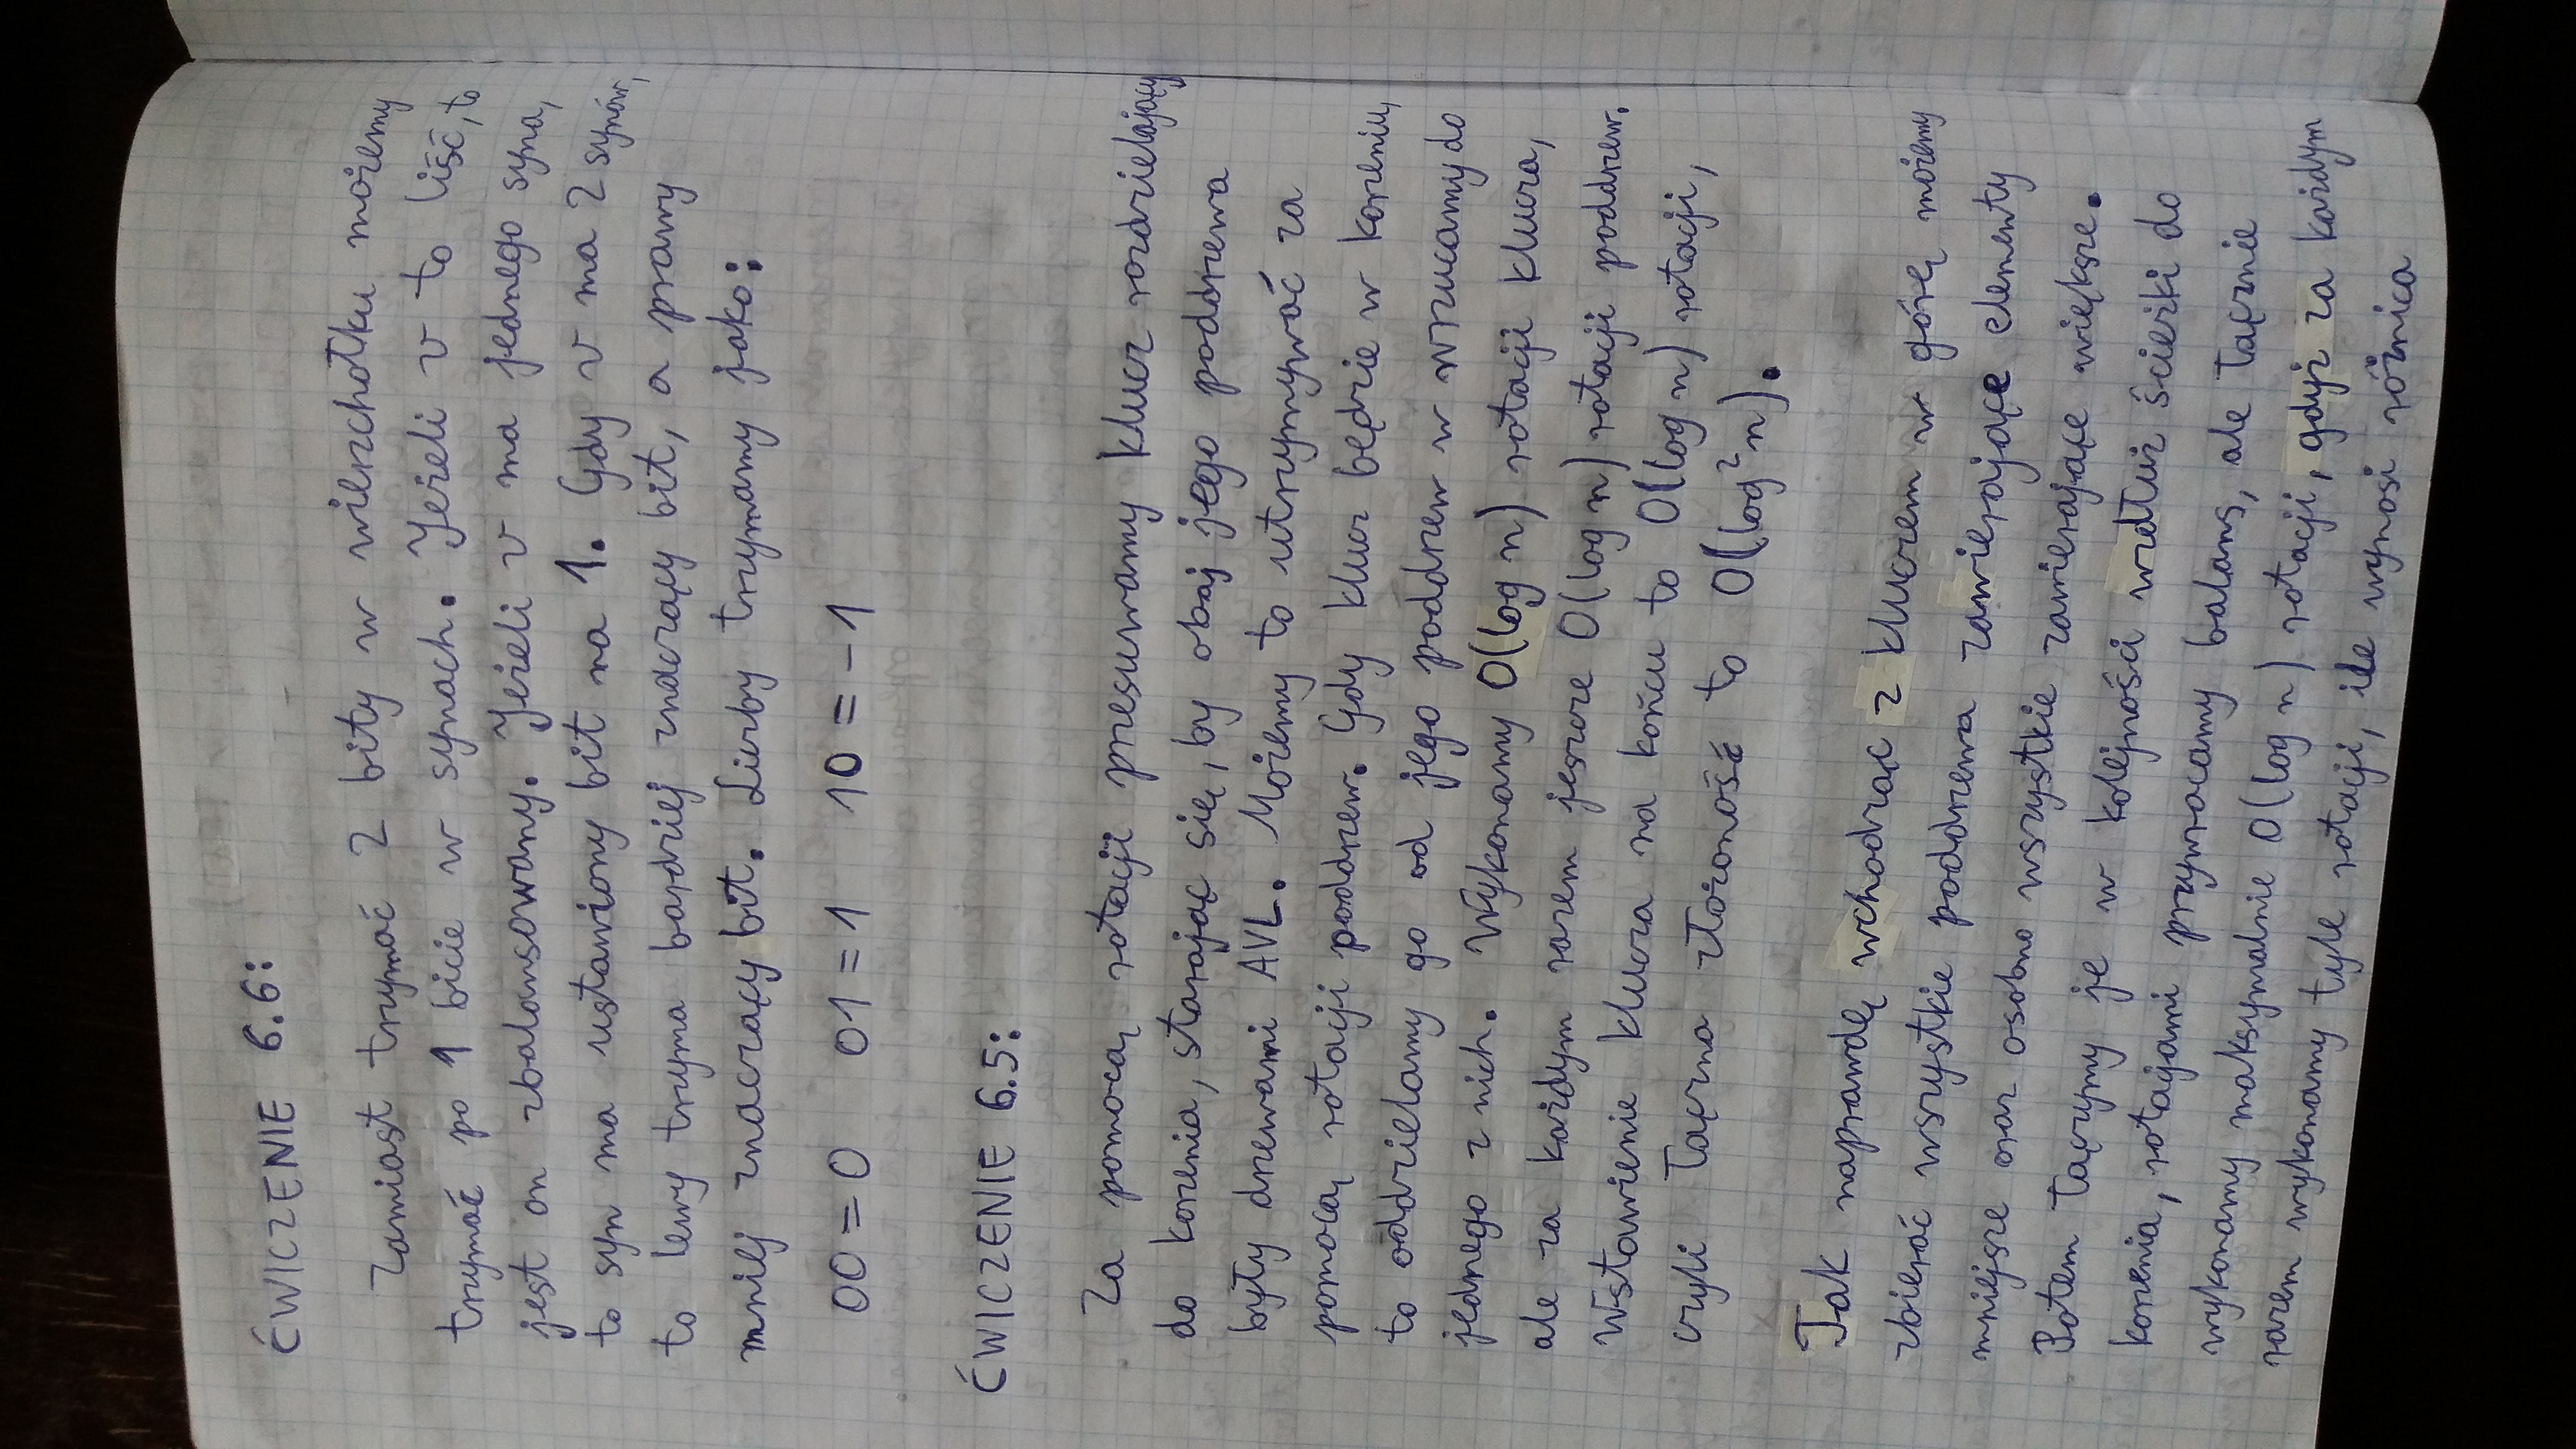 ĆWICZENIE 6.6:
Zamiast trzymać 2 bity w wierzchołku możemy
trzymać po 1 bicie w synach. Jeżeli v to liść, to
jest on zbalansowany. Jeżeli v ma jednego syna,
to syn ma ustawiony bit na 1. Gdy v ma 2 synów,
to lewy trzyma bardziej znaczący bit, a prawy
mniej znaczący bit. Liczby trzymamy jako:
00 = 0 01 = 1 10 = -1
ĆWICZENIE 6.5:
Za pomocą rotacji przesuwamy klucz rozdzielający
do korzenia, starając się, by obaj jego poddrzewa
były drzewami AVL. Możemy to utrzymywać za
pomocą rotacji poddrzew. Gdy klucz będzie w korzeniu,
to oddzielamy go od jego poddrzew w wrzucamy do
jednego z nich. Wykonamy O(log n) rotacji klucza,
ale za każdym razem jeszcze O(log n) rotacji poddrzew.
Wstawienie klucza na końcu to O(log n) rotacji,
czyli łączna złożoność to O(log²n).
Tak naprawdę wchodząc z kluczem w górę możemy
zbierać wszystkie poddrzewa zawierające elementy
mniejsze oraz osobno wszystkie zawierające większe.
Potem łączymy je w kolejności wzdłuż ścieżki do
korzenia, rotacjami przywracamy balans, ale łącznie
wykonamy maksymalnie O(log n) rotacji, gdyż za każdym
razem wykonamy tyle rotacji, ile wynosi różnica